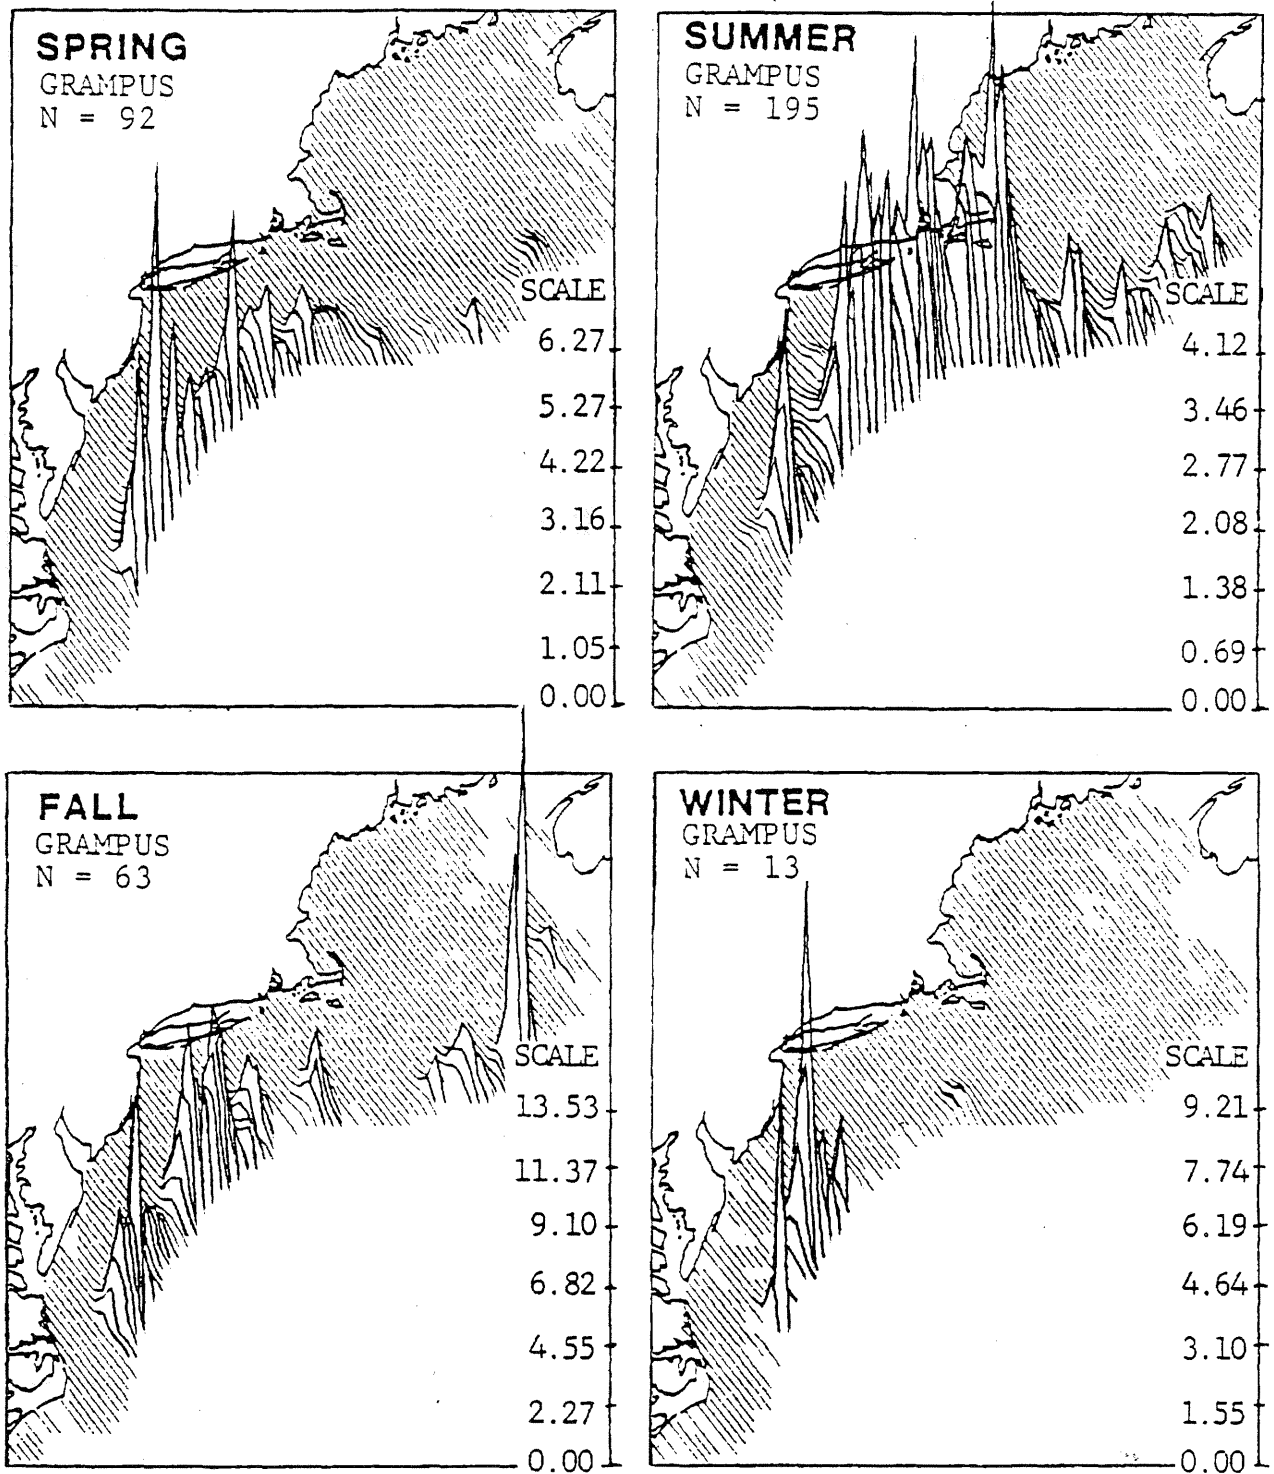 SPRING
GRAMPUS
N = 92
SCALE
6.27
5.27
4.22
3.16
2.11
1.05
0.00
SUMMER
GRAMPUS
N = 195
SCALE
4.12
3.46
2.77
2.08
1.38
0.69
0.00
FALL
GRAMPUS
N = 63
SCALE
13.53
11.37
9.10
6.82
4.55
2.27
0.00
WINTER
GRAMPUS
N = 13
SCALE
9.21
7.74
6.19
4.64
3.10
1.55
0.00